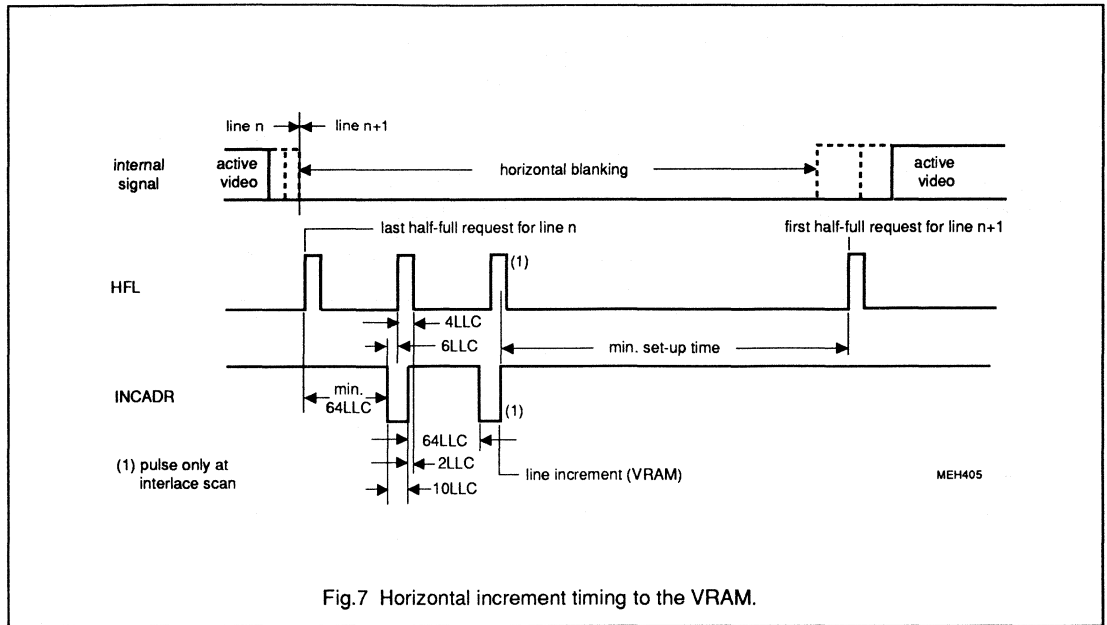 line n
line n+1
internal
signal
active
video
horizontal blanking
active
video
last half-full request for line n
first half-full request for line n+1
HFL
(1)
4LLC
6LLC
min. set-up time
INCADR
min.
64LLC
(1)
64LLC
2LLC
line increment (VRAM)
10LLC
(1) pulse only at
interlace scan
MEH405
Fig.7 Horizontal increment timing to the VRAM.